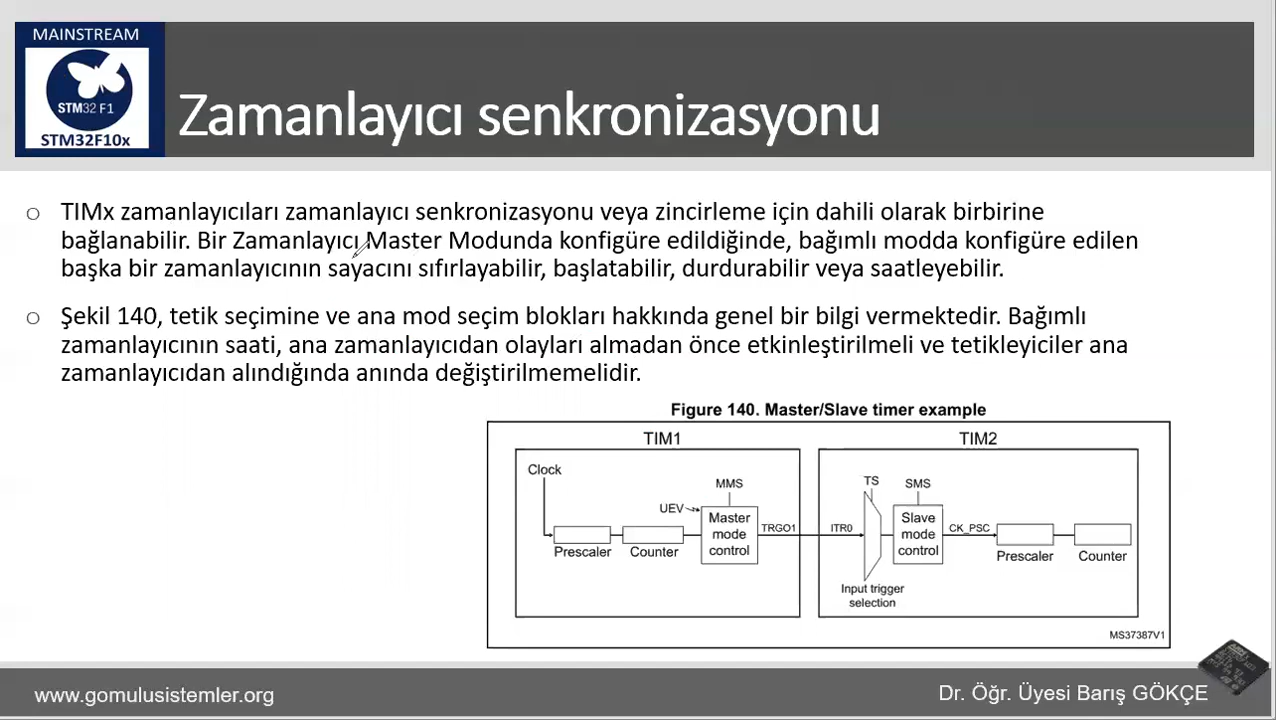 MAINSTREAM
STM32 F1
STM32F10x
Zamanlayıcı senkronizasyonu
o TIMx zamanlayıcıları zamanlayıcı senkronizasyonu veya zincirleme için dahili olarak birbirine
bağlanabilir. Bir Zamanlayıcı Master Modunda konfigüre edildiğinde, bağımlı modda konfigüre edilen
başka bir zamanlayıcının sayacını sıfırlayabilir, başlatabilir, durdurabilir veya saatleyebilir.
o Şekil 140, tetik seçimine ve ana mod seçim blokları hakkında genel bir bilgi vermektedir. Bağımlı
zamanlayıcının saati, ana zamanlayıcıdan olayları almadan önce etkinleştirilmeli ve tetikleyiciler ana
zamanlayıcıdan alındığında anında değiştirilmemelidir.
Figure 140. Master/Slave timer example
TIM1
Clock
MMS
UEV
Master
mode
control
TRGO1
Prescaler
Counter
TIM2
TS
SMS
ITR0
Slave
mode
control
CK_PSC
Prescaler
Counter
Input trigger
selection
MS37387V1
www.gomulusistemler.org
Dr. Öğr. Üyesi Barış GÖKÇE